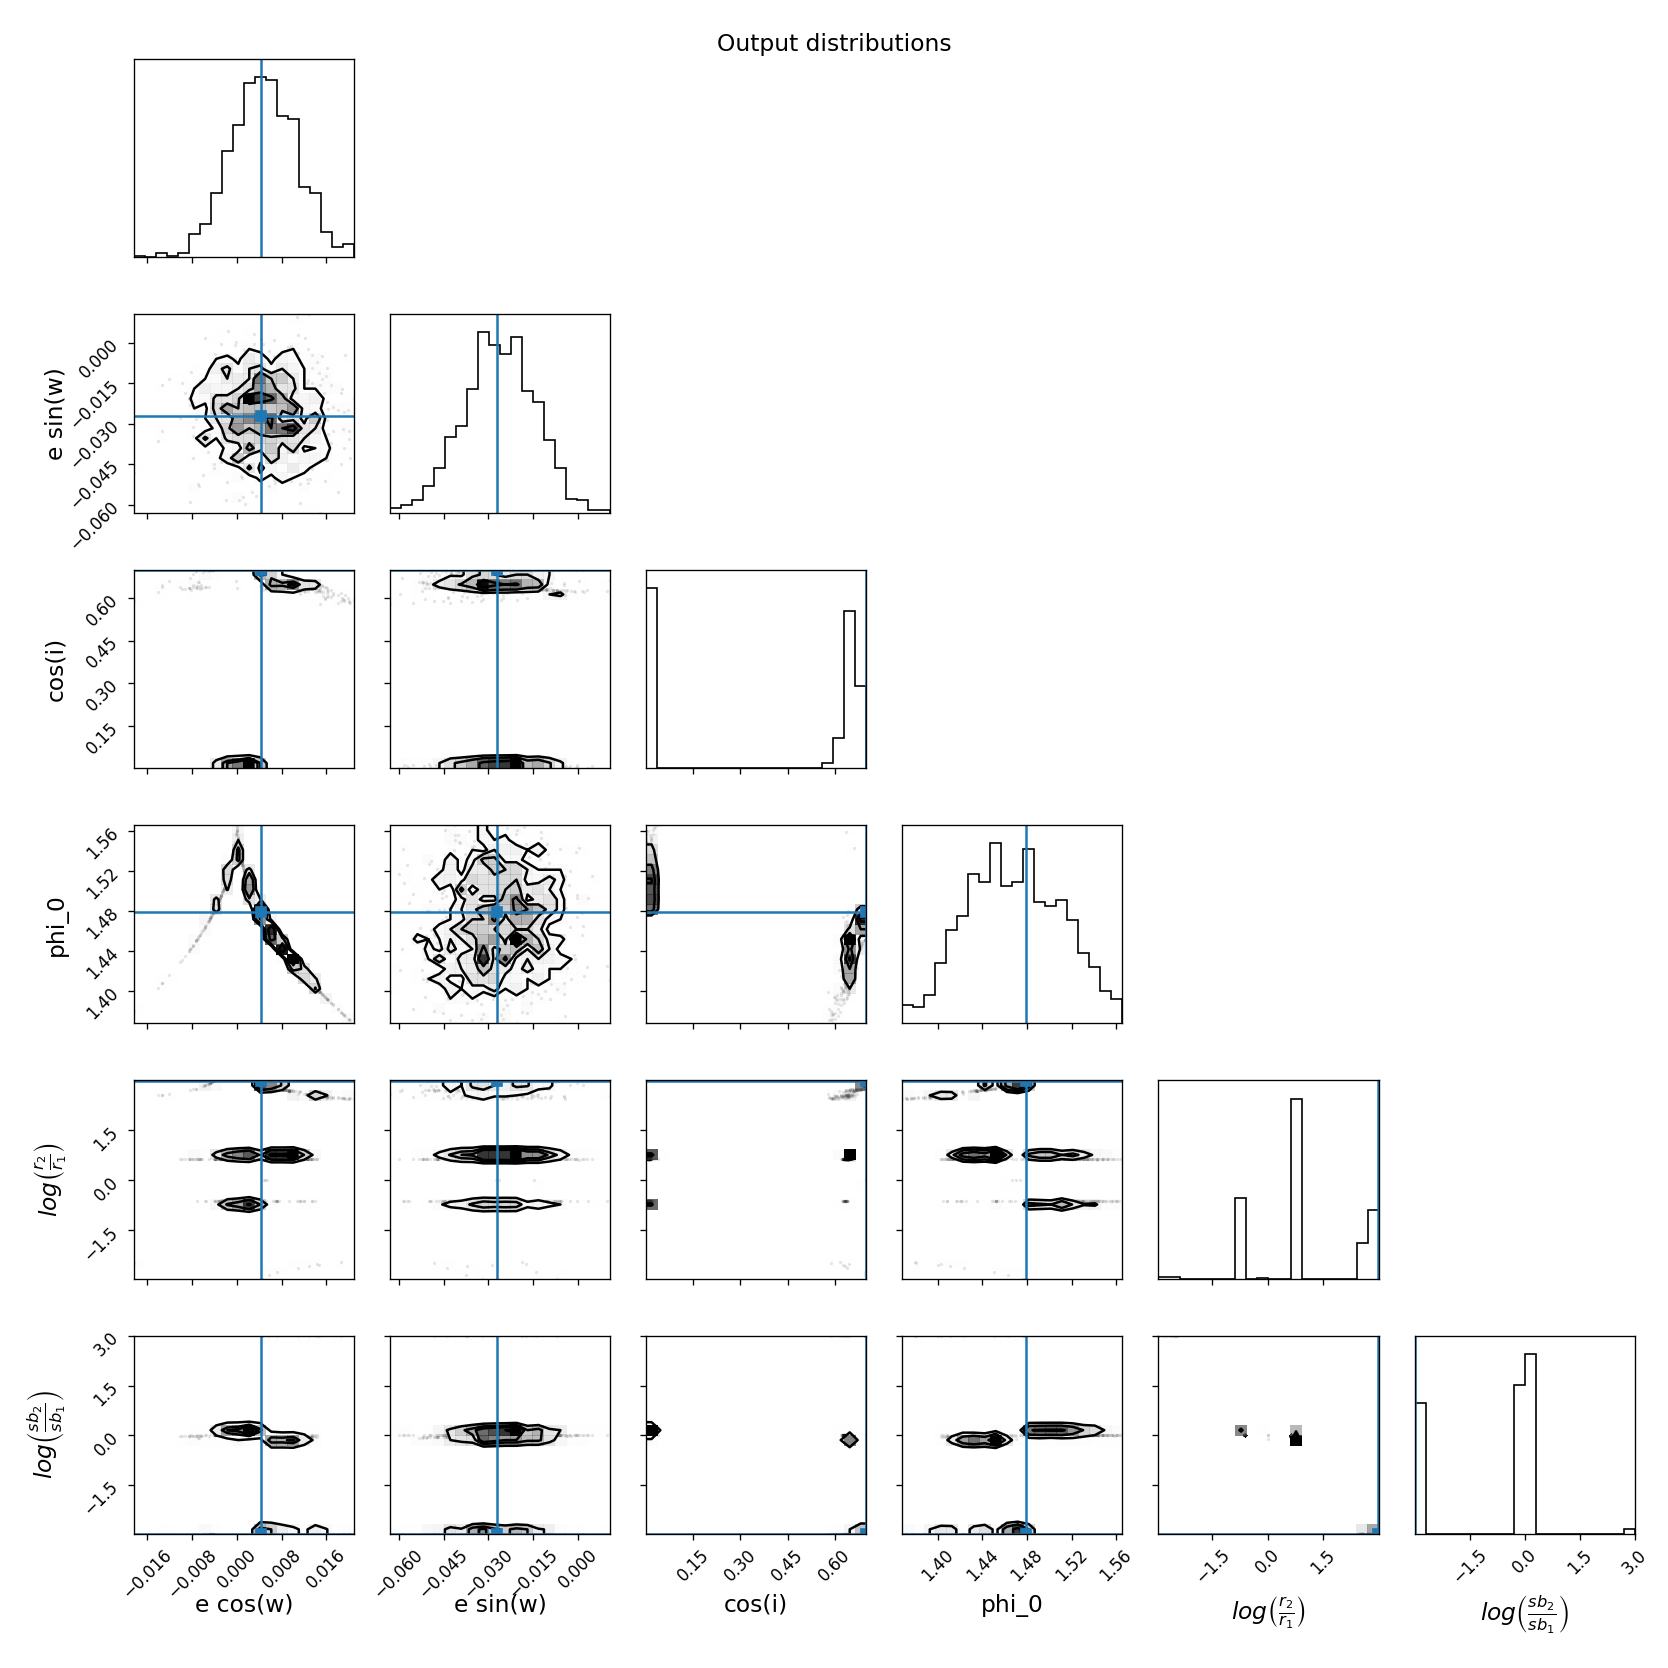 Output distributions
e sin(w)
0.000
−0.015
−0.030
−0.045
−0.060
cos(i)
0.60
0.45
0.30
0.15
phi_0
1.56
1.52
1.48
1.44
1.40
log(r₂/r₁)
1.5
0.0
−1.5
log(sb₂/sb₁)
3.0
1.5
0.0
−1.5
−0.016 −0.008 0.000 0.008 0.016 −0.060 −0.045 −0.030 −0.015 0.000 0.15 0.30 0.45 0.60 1.40 1.44 1.48 1.52 1.56 −1.5 0.0 1.5 −1.5 0.0 1.5 3.0
e cos(w) e sin(w) cos(i) phi_0 log(r₂/r₁) log(sb₂/sb₁)